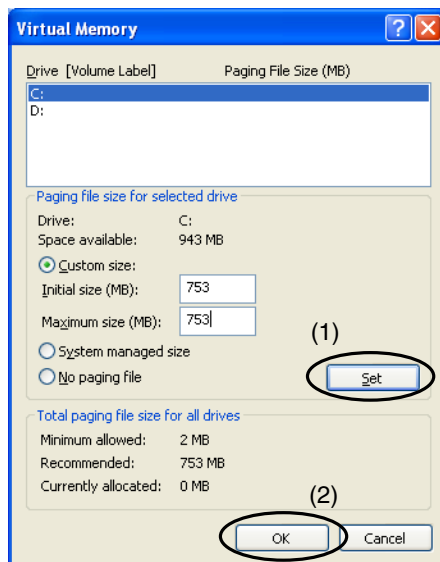 Virtual Memory
Drive [Volume Label] Paging File Size (MB)
C:
D:
Paging file size for selected drive
Drive: C:
Space available: 943 MB
Custom size:
Initial size (MB): 753
Maximum size (MB): 753
(1)
System managed size
No paging file
Set
Total paging file size for all drives
Minimum allowed: 2 MB
Recommended: 753 MB
Currently allocated: 0 MB
(2)
OK Cancel